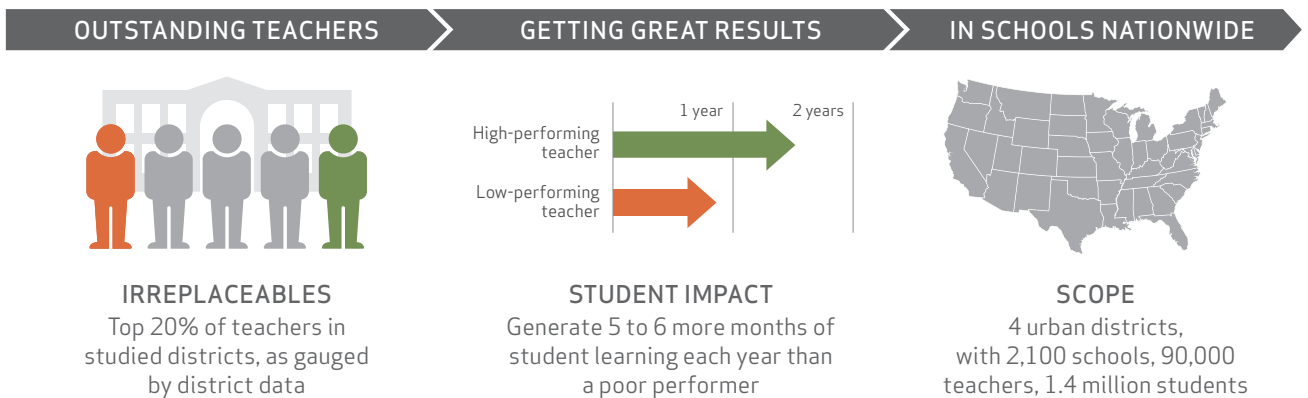 OUTSTANDING TEACHERS
GETTING GREAT RESULTS
IN SCHOOLS NATIONWIDE
1 year
2 years
High-performing
teacher
Low-performing
teacher
IRREPLACEABLES
Top 20% of teachers in
studied districts, as gauged
by district data
STUDENT IMPACT
Generate 5 to 6 more months of
student learning each year than
a poor performer
SCOPE
4 urban districts,
with 2,100 schools, 90,000
teachers, 1.4 million students